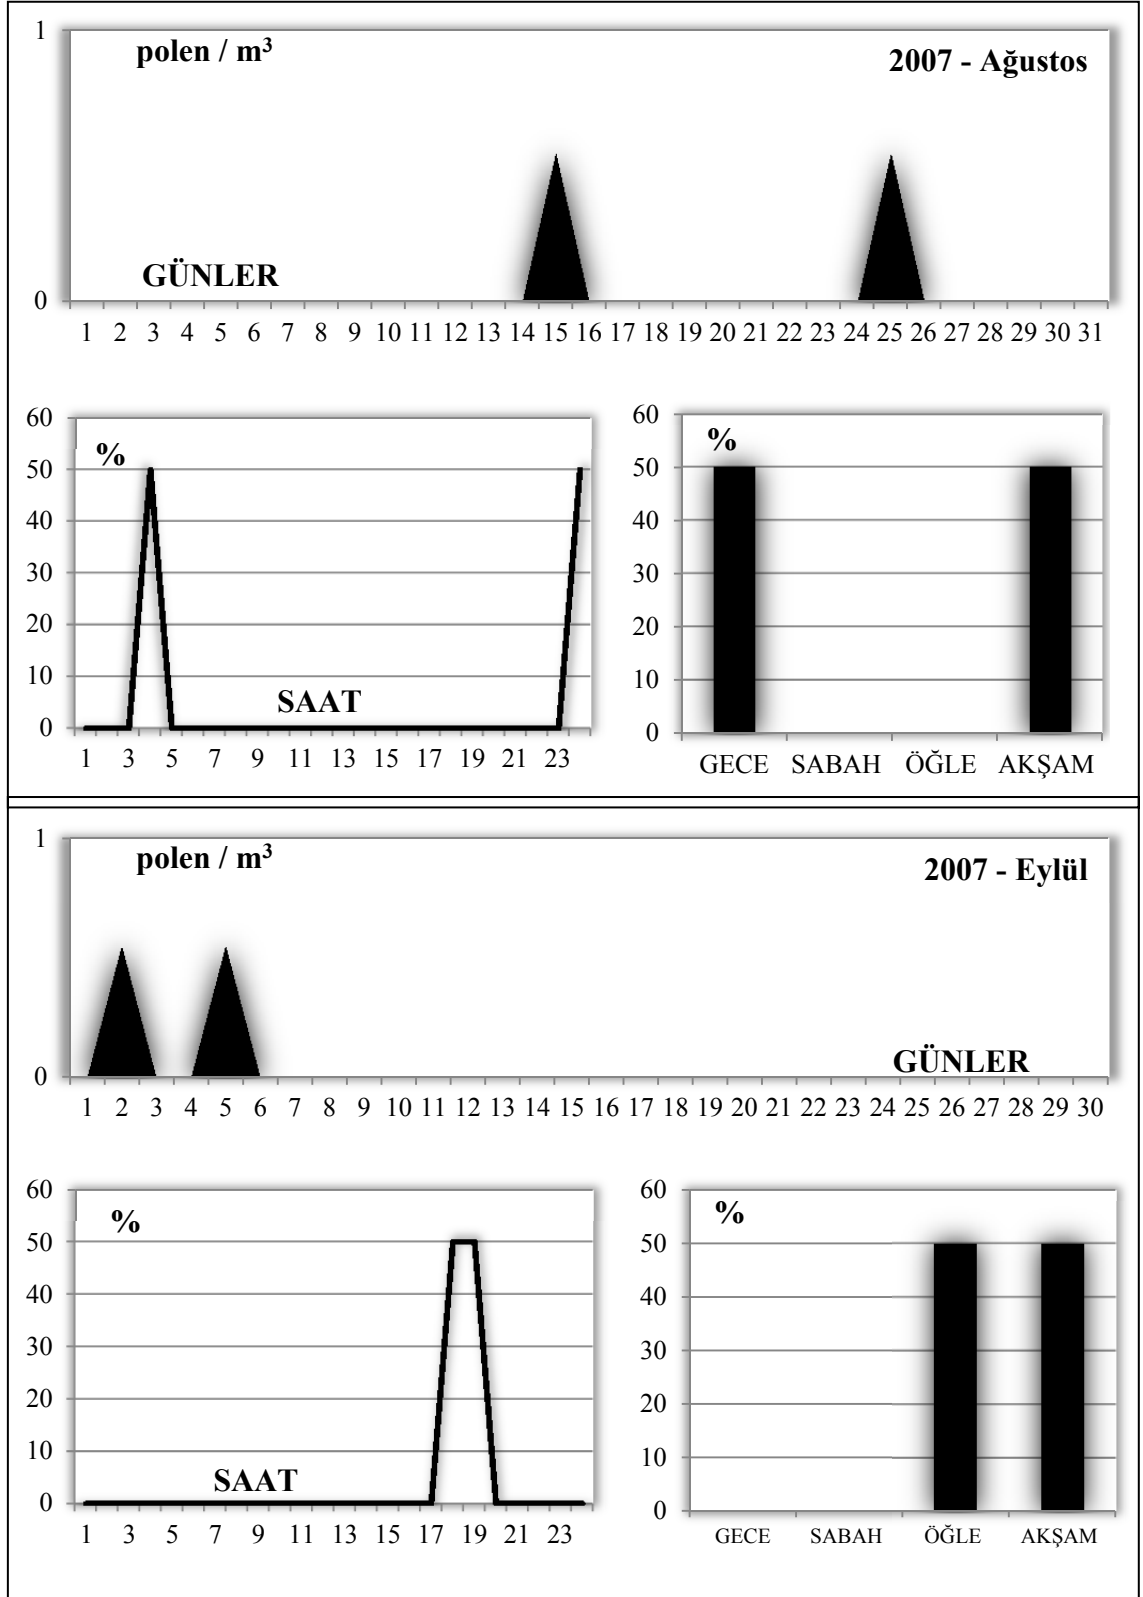 1
polen / m³
2007 - Ağustos
GÜNLER
0
1 2 3 4 5 6 7 8 9 10 11 12 13 14 15 16 17 18 19 20 21 22 23 24 25 26 27 28 29 30 31
60
%
50
40
30
20
10
SAAT
0
1 3 5 7 9 11 13 15 17 19 21 23
60
%
50
40
30
20
10
0
GECE SABAH ÖĞLE AKŞAM
1
polen / m³
2007 - Eylül
GÜNLER
0
1 2 3 4 5 6 7 8 9 10 11 12 13 14 15 16 17 18 19 20 21 22 23 24 25 26 27 28 29 30
60
%
50
40
30
20
10
SAAT
0
1 3 5 7 9 11 13 15 17 19 21 23
60
%
50
40
30
20
10
0
GECE SABAH ÖĞLE AKŞAM